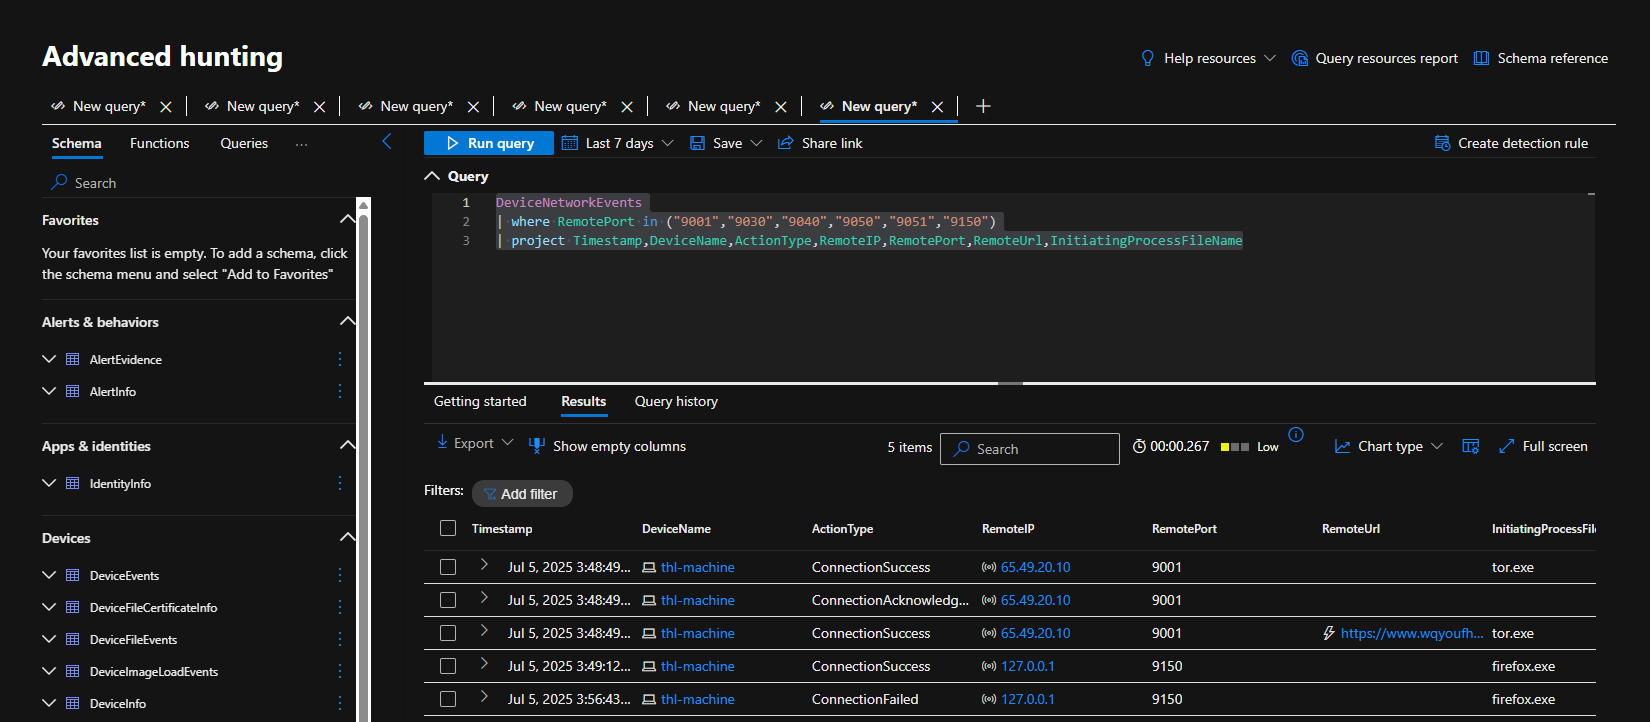 Advanced hunting
Help resources
Query resources report
Schema reference
New query*
New query*
New query*
New query*
New query*
New query*
Schema
Functions
Queries
...
Run query
Last 7 days
Save
Share link
Create detection rule
Search
Query
Favorites
Your favorites list is empty. To add a schema, click
the schema menu and select "Add to Favorites"
1 DeviceNetworkEvents
2 | where RemotePort in ("9001","9030","9040","9050","9051","9150")
3 | project Timestamp,DeviceName,ActionType,RemoteIP,RemotePort,RemoteUrl,InitiatingProcessFileName
Alerts & behaviors
AlertEvidence
AlertInfo
Apps & identities
IdentityInfo
Devices
DeviceEvents
DeviceFileCertificateInfo
DeviceFileEvents
DeviceImageLoadEvents
DeviceInfo
Getting started
Results
Query history
Export
Show empty columns
5 items
Search
00:00.267
Low
Chart type
Full screen
Filters:
Add filter
Timestamp DeviceName ActionType RemoteIP RemotePort RemoteUrl InitiatingProcessFil
Jul 5, 2025 3:48:49... thl-machine ConnectionSuccess 65.49.20.10 9001 tor.exe
Jul 5, 2025 3:48:49... thl-machine ConnectionAcknowledg... 65.49.20.10 9001
Jul 5, 2025 3:48:49... thl-machine ConnectionSuccess 65.49.20.10 9001 https://www.wqyoufh... tor.exe
Jul 5, 2025 3:49:12... thl-machine ConnectionSuccess 127.0.0.1 9150 firefox.exe
Jul 5, 2025 3:56:43... thl-machine ConnectionFailed 127.0.0.1 9150 firefox.exe